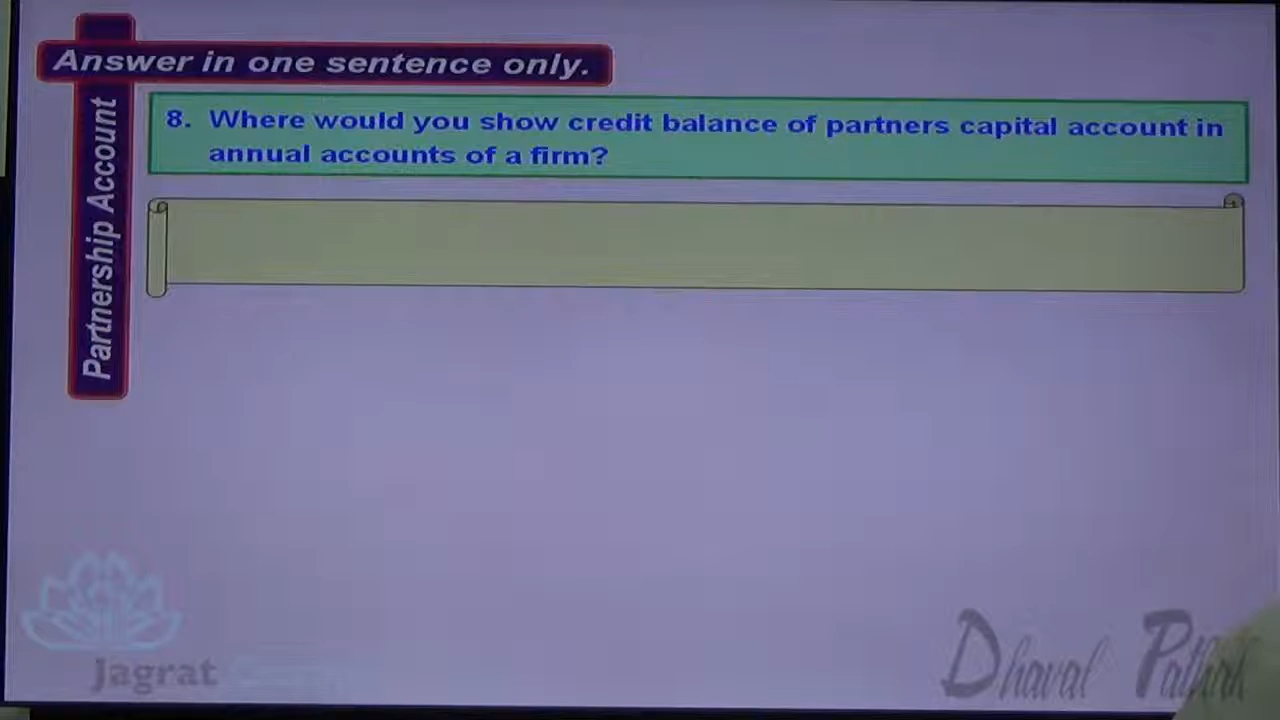 Answer in one sentence only.
Partnership Account
8. Where would you show credit balance of partners capital account in
annual accounts of a firm?
Jagrat
Dhaval Pathak